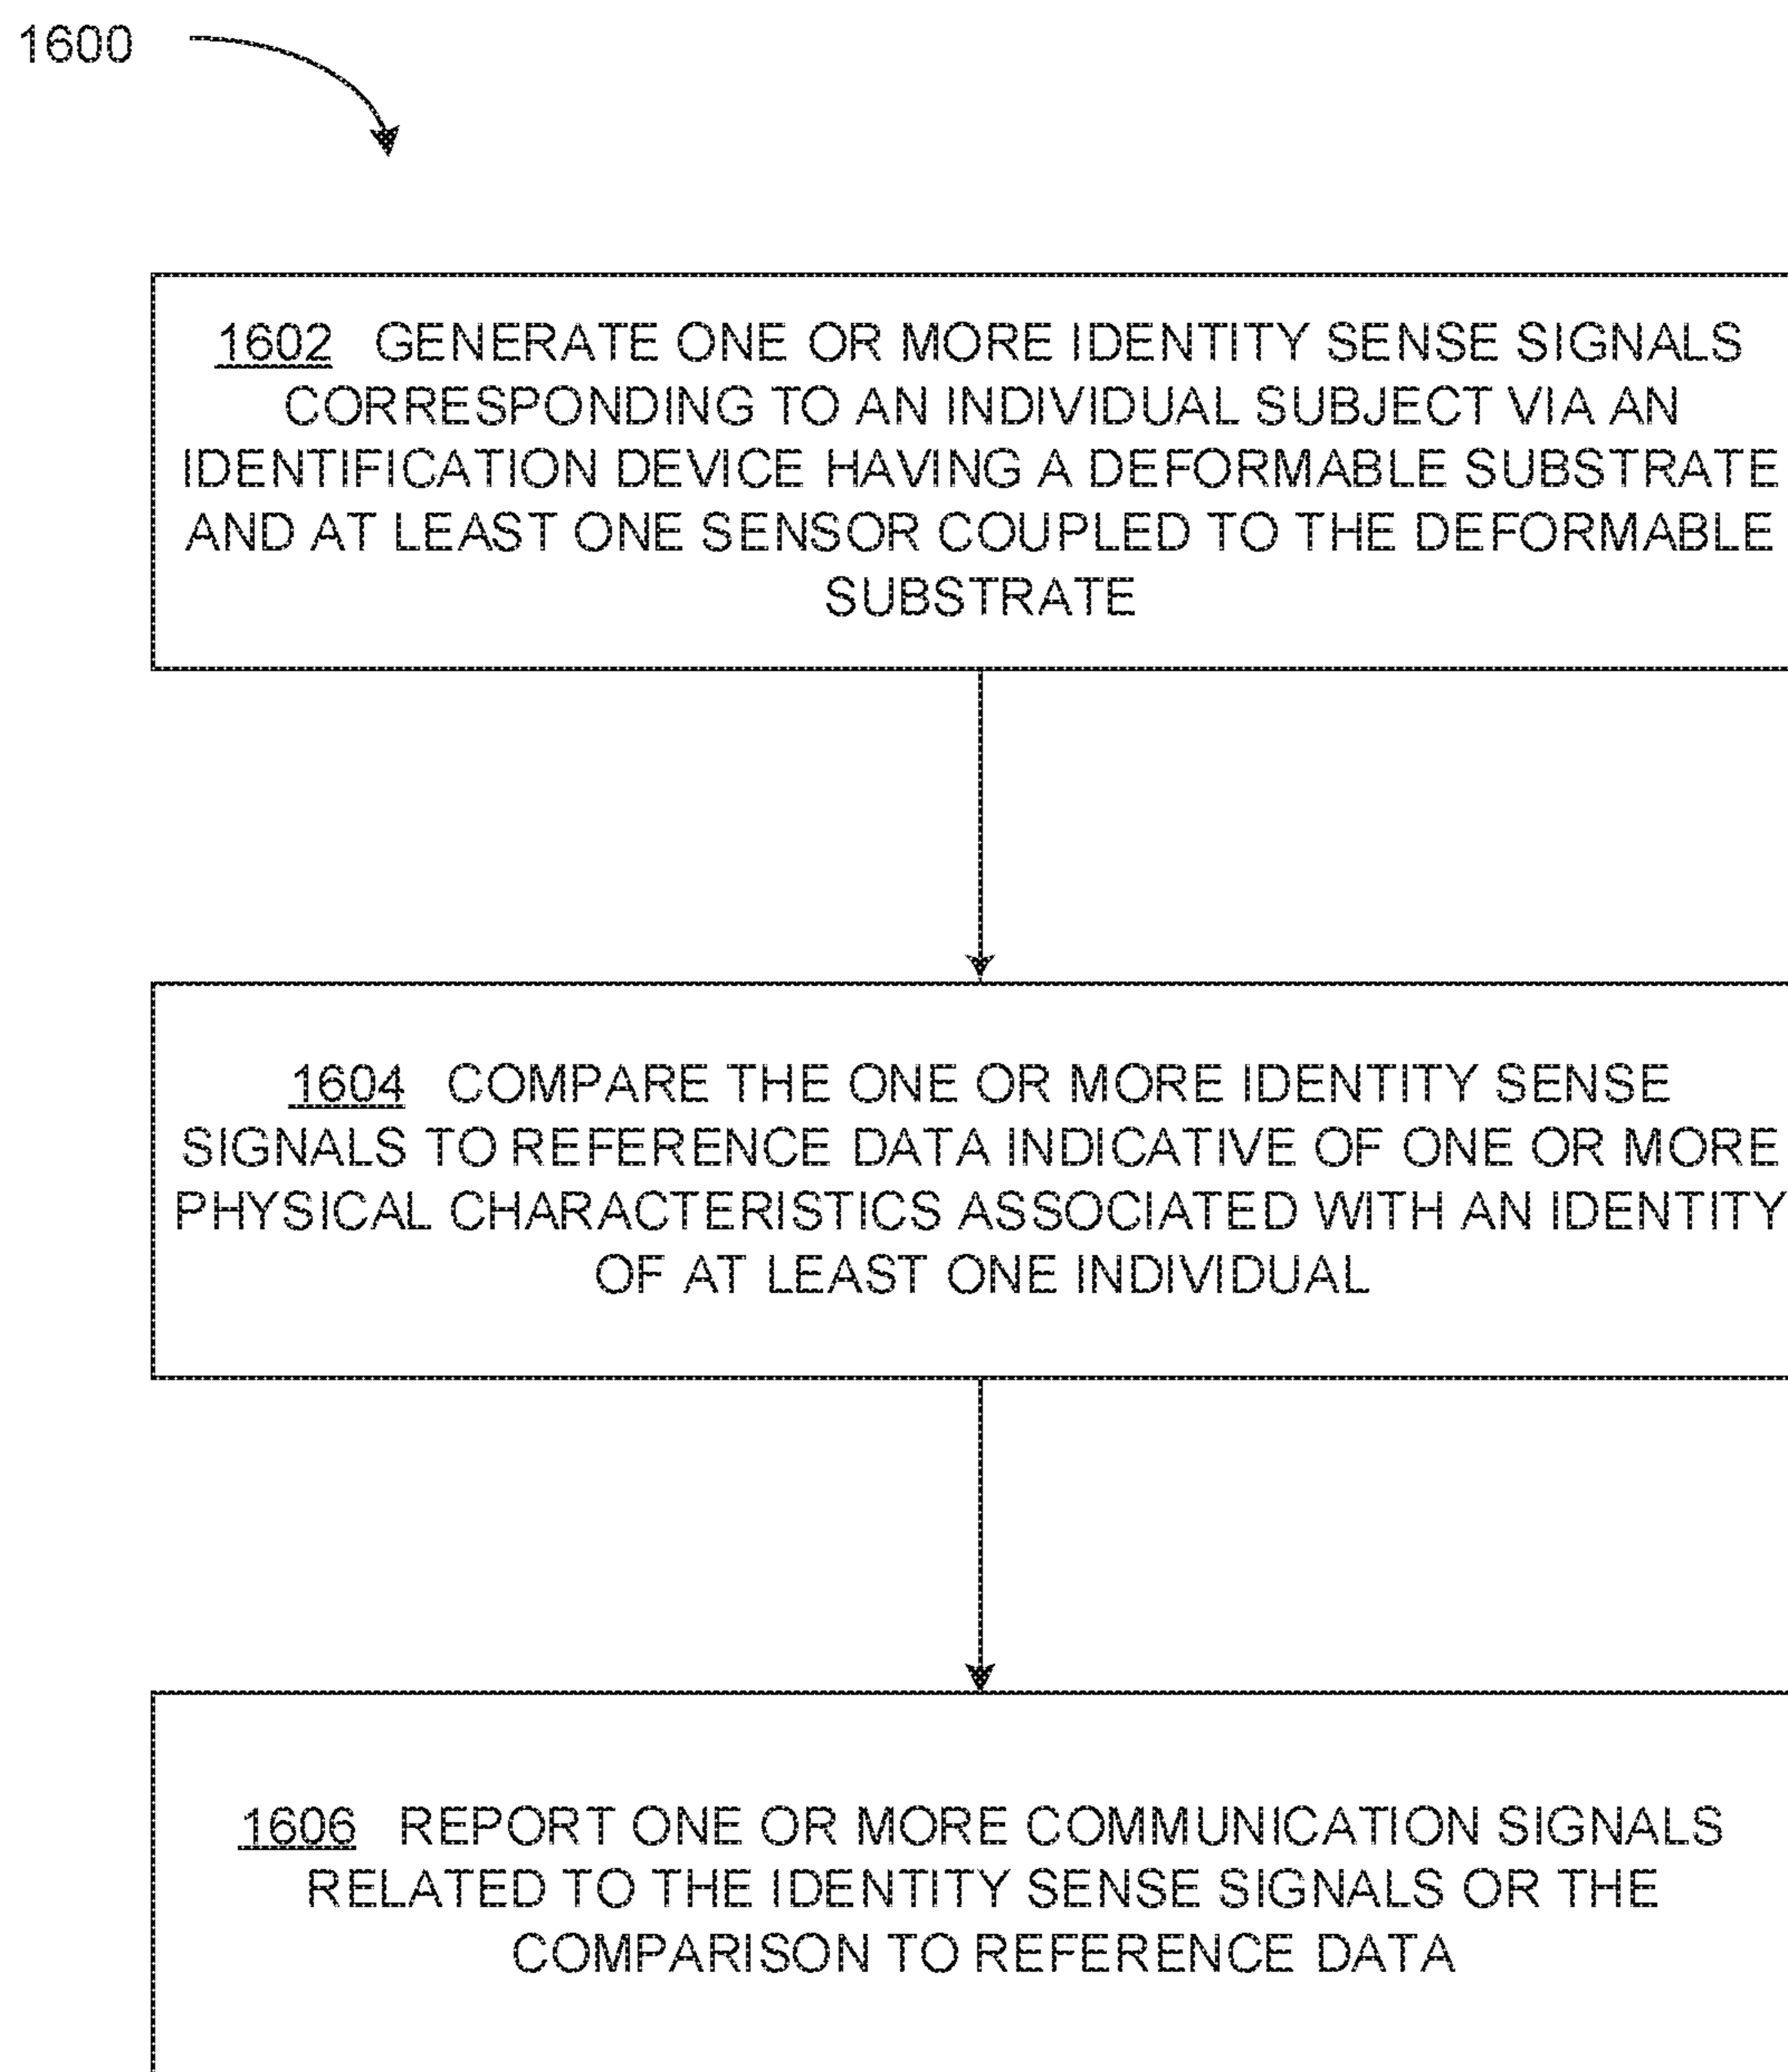 1600
1602 GENERATE ONE OR MORE IDENTITY SENSE SIGNALS
CORRESPONDING TO AN INDIVIDUAL SUBJECT VIA AN
IDENTIFICATION DEVICE HAVING A DEFORMABLE SUBSTRATE
AND AT LEAST ONE SENSOR COUPLED TO THE DEFORMABLE
SUBSTRATE
1604 COMPARE THE ONE OR MORE IDENTITY SENSE
SIGNALS TO REFERENCE DATA INDICATIVE OF ONE OR MORE
PHYSICAL CHARACTERISTICS ASSOCIATED WITH AN IDENTITY
OF AT LEAST ONE INDIVIDUAL
1606 REPORT ONE OR MORE COMMUNICATION SIGNALS
RELATED TO THE IDENTITY SENSE SIGNALS OR THE
COMPARISON TO REFERENCE DATA